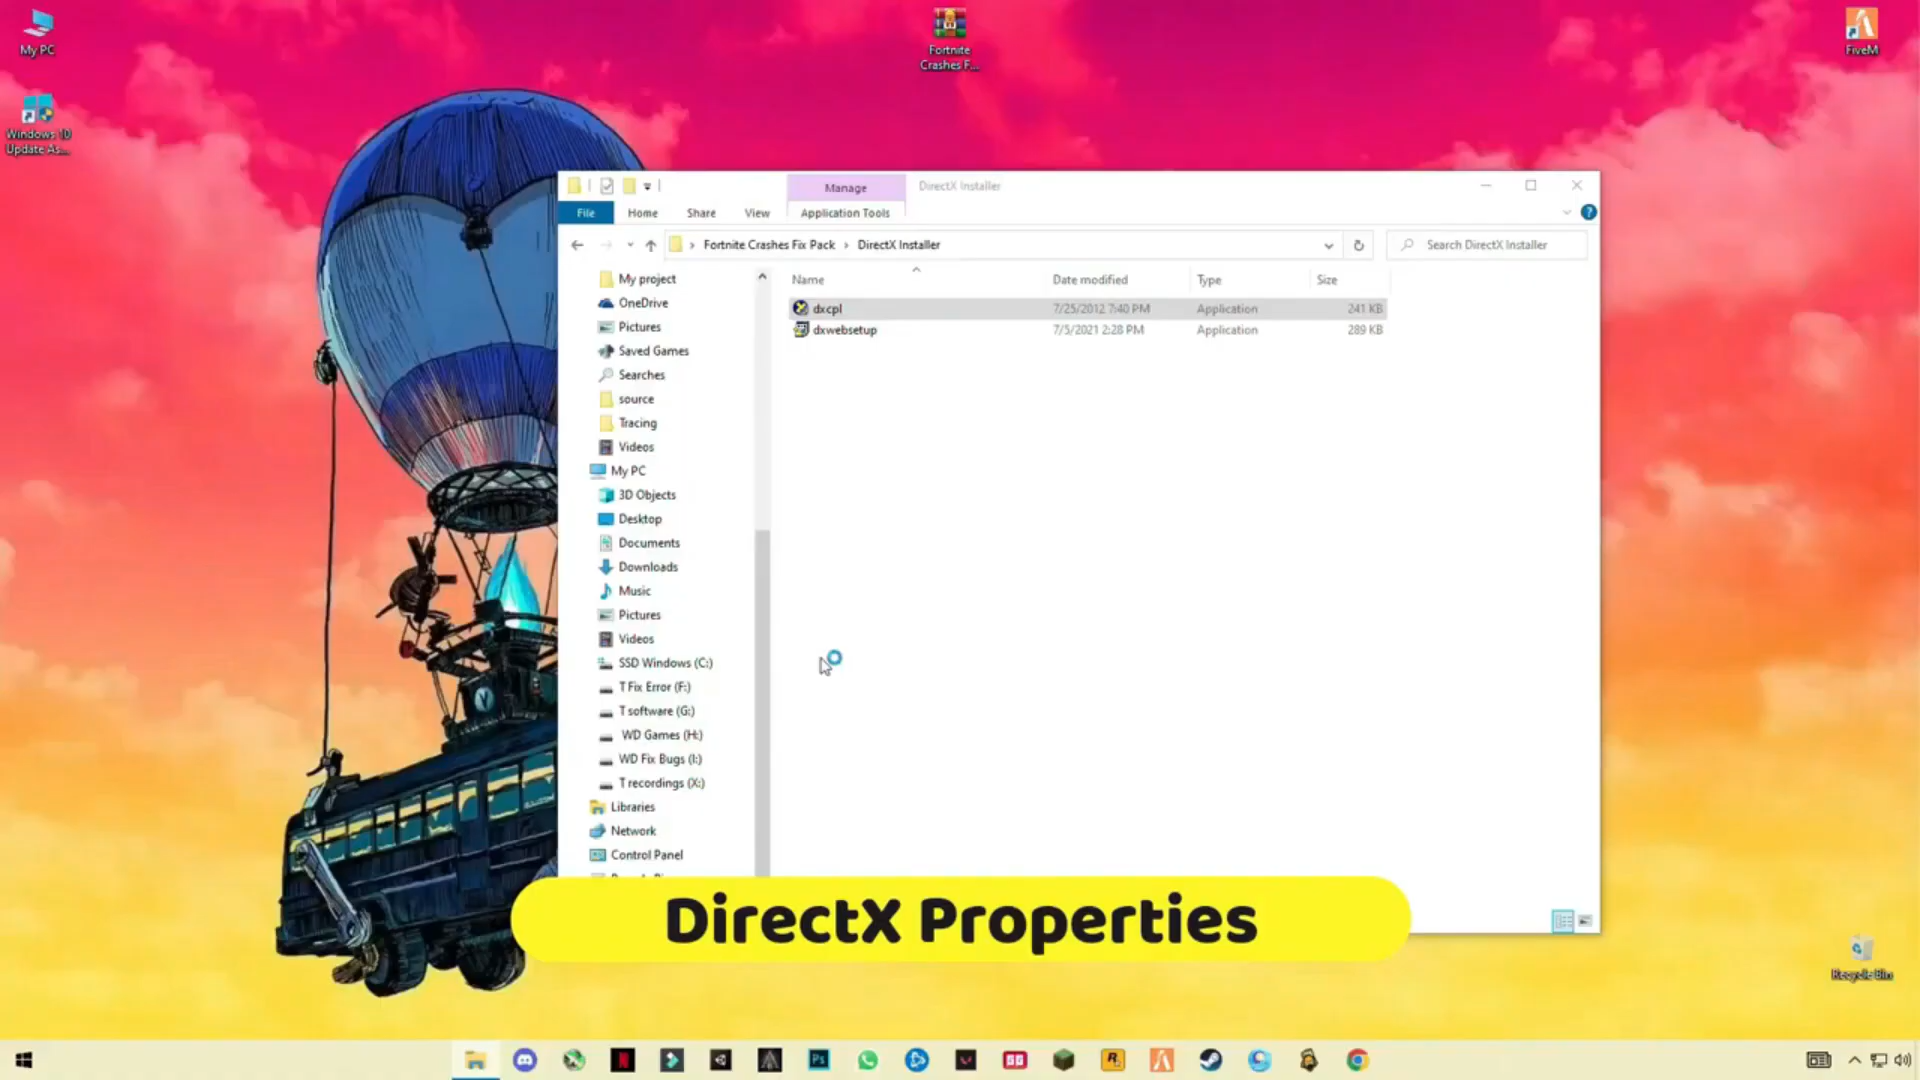 My PC
Windows 10
Update As...
Fortnite
Crashes F...
FiveM
Manage
DirectX Installer
File
Home
Share
View
Application Tools
Fortnite Crashes Fix Pack
DirectX Installer
Search DirectX Installer
Name
Date modified
Type
Size
dxcpl
7/25/2012 7:40 PM
Application
241 KB
dxwebsetup
7/5/2021 2:28 PM
Application
289 KB
My project
OneDrive
Pictures
Saved Games
Searches
source
Tracing
Videos
My PC
3D Objects
Desktop
Documents
Downloads
Music
Pictures
Videos
SSD Windows (C:)
T Fix Error (F:)
T software (G:)
WD Games (H:)
WD Fix Bugs (I:)
T recordings (X:)
Libraries
Network
Control Panel
DirectX Properties
Recycle Bin
Ps